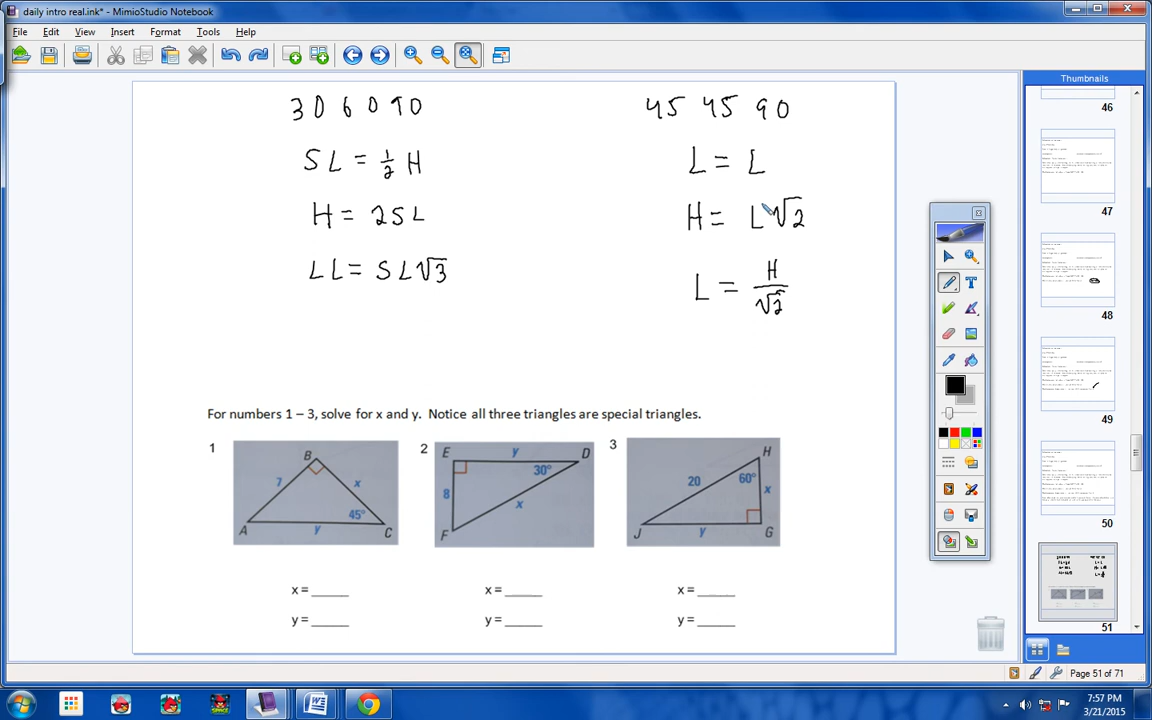 daily intro real.ink* - MimioStudio Notebook
File Edit View Insert Format Tools Help
30 60 90
SL = 1/2 H
H = 2SL
LL = SL√3
45 45 90
L = L
H = L√2
L = H/√2
For numbers 1 – 3, solve for x and y. Notice all three triangles are special triangles.
1
B
7
x
45°
A
y
C
x = _____
y = _____
2
E
y
D
30°
8
x
F
x = _____
y = _____
3
H
20
60°
x
J
y
G
x = _____
y = _____
Thumbnails
46
47
48
49
50
51
Page 51 of 71
7:57 PM
3/21/2015